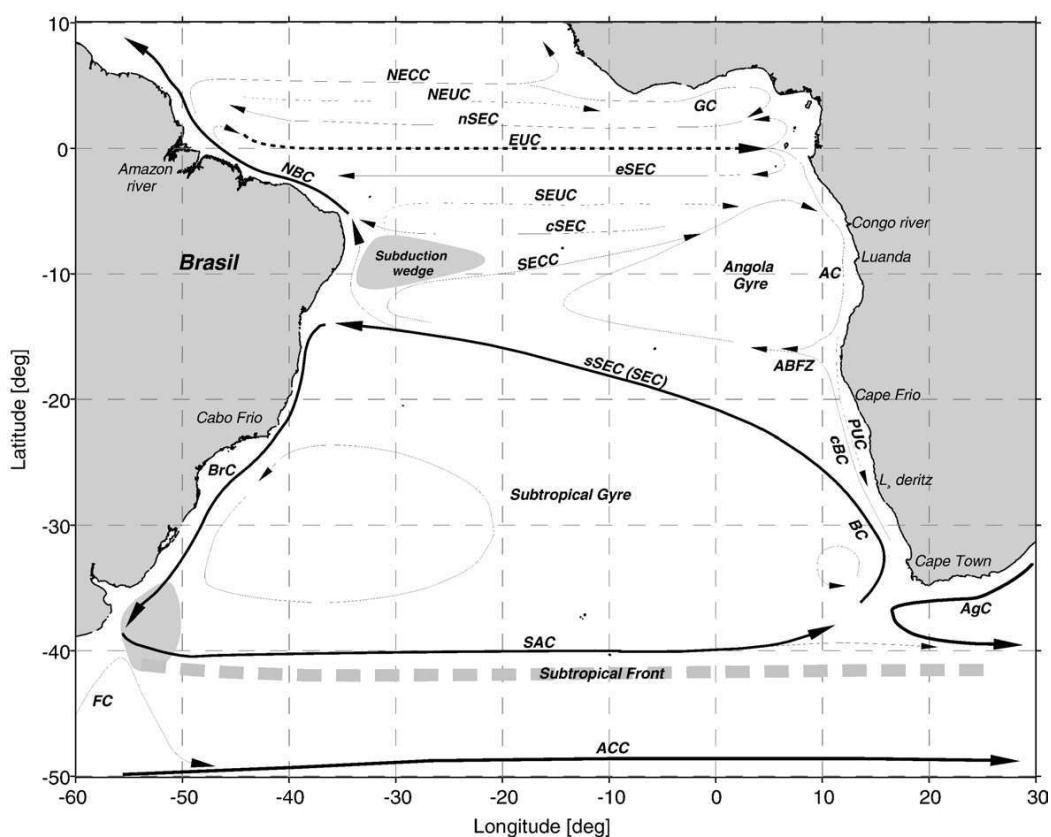 10
NECC
NEUC
GC
nSEC
EUC
0
Amazon
river
NBC
eSEC
SEUC
Congo river
cSEC
Brasil
Subduction
wedge
SECC
Angola
Gyre
AC
Luanda
-10
sSEC (SEC)
ABFZ
Cape Frio
-20
Cabo Frio
PUC
cBC
BrC
Subtropical Gyre
L¸ deritz
-30
BC
Cape Town
AgC
SAC
-40
Subtropical Front
FC
ACC
-50
-60 -50 -40 -30 -20 -10 0 10 20 30
Longitude [deg]
Latitude [deg]